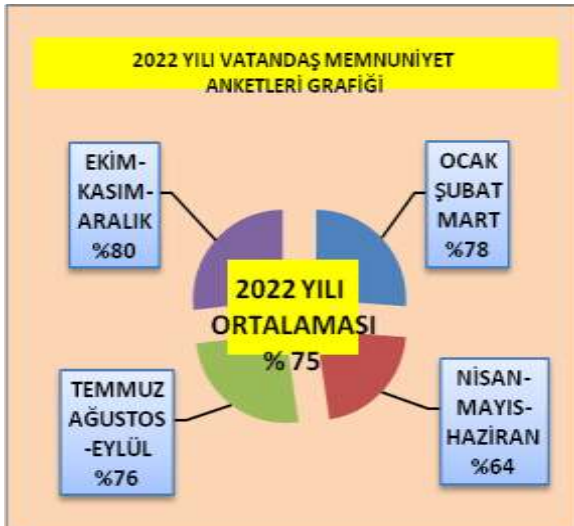 2022 YILI VATANDAŞ MEMNUNİYET
ANKETLERİ GRAFİĞİ
EKİM-
KASIM-
ARALIK
%80
OCAK
ŞUBAT
MART
%78
2022 YILI
ORTALAMASI
% 75
TEMMUZ
AĞUSTOS
-EYLÜL
%76
NİSAN-
MAYIS-
HAZİRAN
%64